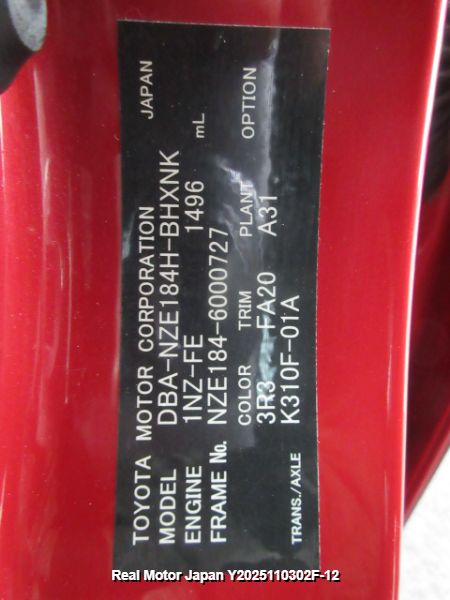 TOYOTA MOTOR CORPORATION JAPAN
MODEL DBA-NZE184H-BHXNK
ENGINE 1NZ-FE 1496 mL
FRAME No. NZE184-6000727
COLOR TRIM PLANT OPTION
3R3 FA20 A31
TRANS./AXLE K310F-01A
Real Motor Japan Y2025110302F-12